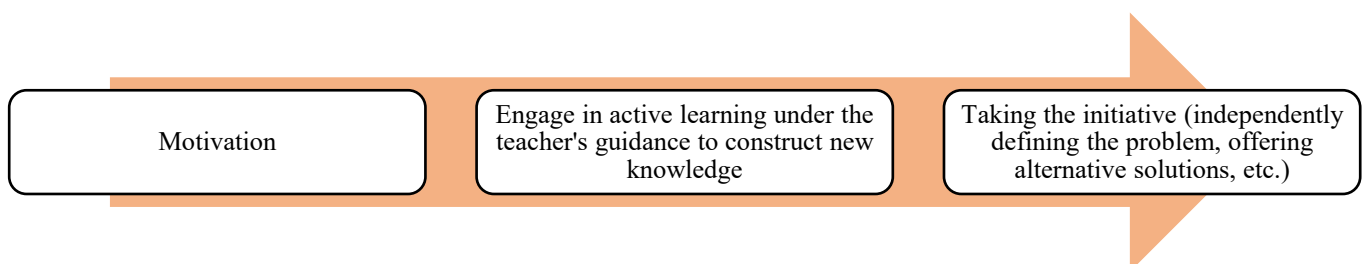 Motivation
Engage in active learning under the
teacher's guidance to construct new
knowledge
Taking the initiative (independently
defining the problem, offering
alternative solutions, etc.)